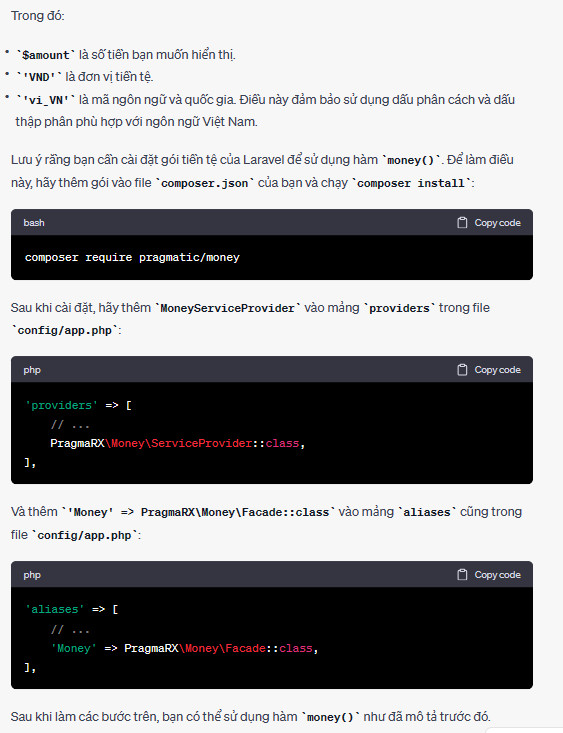 Trong đó:
• `$amount` là số tiền bạn muốn hiển thị.
• `'VND'` là đơn vị tiền tệ.
• `'vi_VN'` là mã ngôn ngữ và quốc gia. Điều này đảm bảo sử dụng dấu phân cách và dấu
thập phân phù hợp với ngôn ngữ Việt Nam.
Lưu ý rằng bạn cần cài đặt gói tiền tệ của Laravel để sử dụng hàm `money()`. Để làm điều
này, hãy thêm gói vào file `composer.json` của bạn và chạy `composer install`:
bash Copy code
composer require pragmatic/money
Sau khi cài đặt, hãy thêm `MoneyServiceProvider` vào mảng `providers` trong file
`config/app.php`:
php Copy code
'providers' => [
// ...
PragmaRX\Money\ServiceProvider::class,
],
Và thêm `'Money' => PragmaRX\Money\Facade::class` vào mảng `aliases` cũng trong
file `config/app.php`:
php Copy code
'aliases' => [
// ...
'Money' => PragmaRX\Money\Facade::class,
],
Sau khi làm các bước trên, bạn có thể sử dụng hàm `money()` như đã mô tả trước đó.